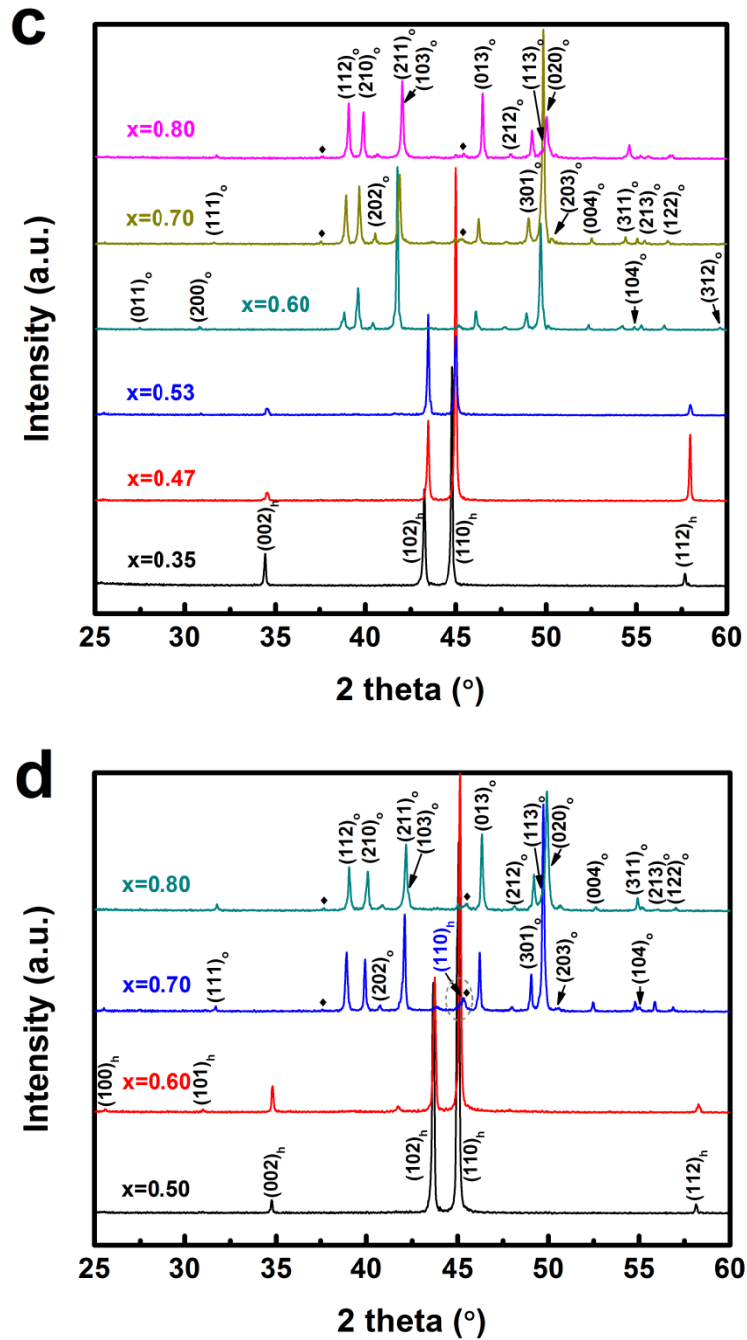 c
(112)o
(210)o
(211)o
(103)o
(013)o
(212)o
(113)o
(020)o
x=0.80
(111)o
x=0.70
(202)o
(301)o
(203)o
(004)o
(311)o
(213)o
(122)o
(011)o
(200)o
x=0.60
(104)o
(312)o
x=0.53
x=0.47
x=0.35
(002)h
(102)h
(110)h
(112)h
25 30 35 40 45 50 55 60
2 theta (°)
Intensity (a.u.)
d
(112)o
(210)o
(211)o
(103)o
(013)o
(212)o
(113)o
(020)o
(004)o
(311)o
(213)o
(122)o
x=0.80
x=0.70
(111)o
(202)o
(110)h
(301)o
(203)o
(104)o
(100)h
(101)h
x=0.60
x=0.50
(002)h
(102)h
(110)h
(112)h
25 30 35 40 45 50 55 60
2 theta (°)
Intensity (a.u.)